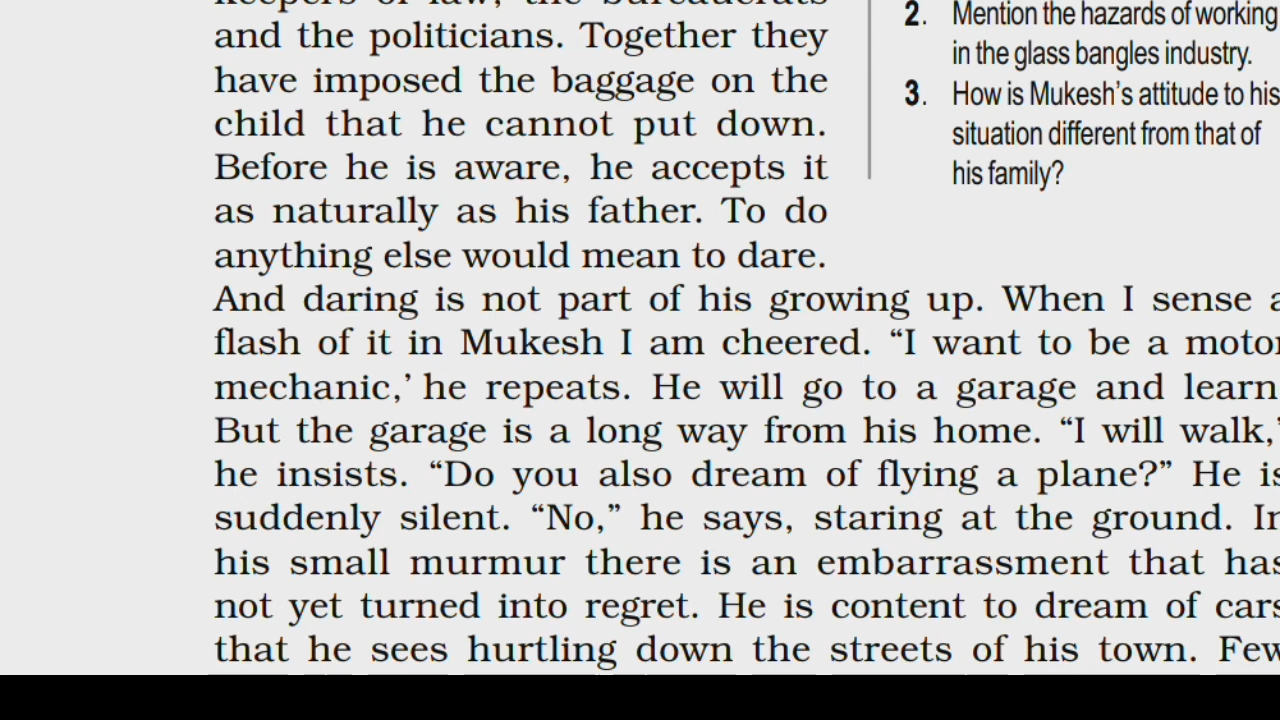 and the politicians. Together they
have imposed the baggage on the
child that he cannot put down.
Before he is aware, he accepts it
as naturally as his father. To do
anything else would mean to dare.
2. Mention the hazards of working
in the glass bangles industry.
3. How is Mukesh's attitude to his
situation different from that of
his family?
And daring is not part of his growing up. When I sense a
flash of it in Mukesh I am cheered. “I want to be a motor
mechanic,’ he repeats. He will go to a garage and learn
But the garage is a long way from his home. “I will walk,”
he insists. “Do you also dream of flying a plane?” He is
suddenly silent. “No,” he says, staring at the ground. In
his small murmur there is an embarrassment that has
not yet turned into regret. He is content to dream of cars
that he sees hurtling down the streets of his town. Few